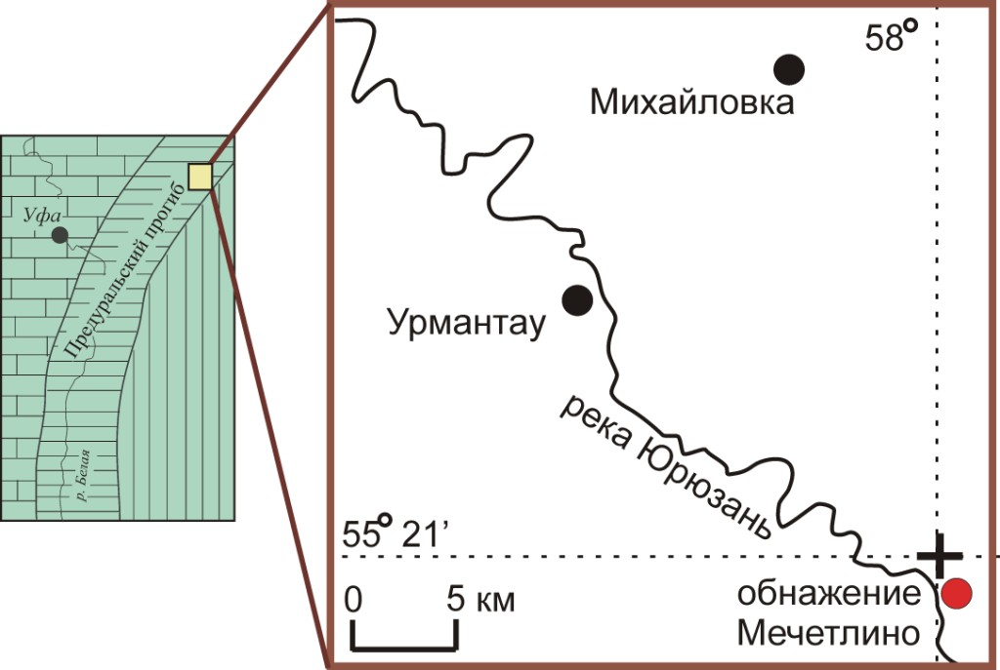 Уфа
Предуральский прогиб
р. Белая
58°
Михайловка
Урмантау
река Юрюзань
55° 21’
0 5 км
обнажение
Мечетлино